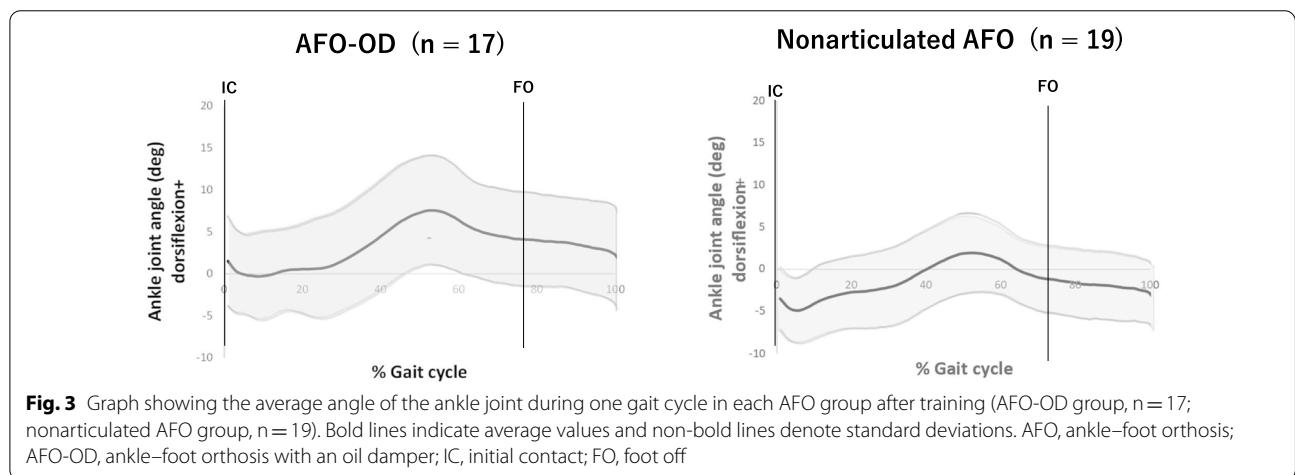 AFO-OD (n = 17)
IC
FO
20
15
10
5
0
-5
-10
0 20 40 60 80 100
Ankle joint angle (deg)
dorsiflexion+
% Gait cycle
Nonarticulated AFO (n = 19)
IC
FO
20
15
10
5
0
-5
-10
0 20 40 60 80 100
Ankle joint angle (deg)
dorsiflexion+
% Gait cycle
Fig. 3 Graph showing the average angle of the ankle joint during one gait cycle in each AFO group after training (AFO-OD group, n = 17;
nonarticulated AFO group, n = 19). Bold lines indicate average values and non-bold lines denote standard deviations. AFO, ankle–foot orthosis;
AFO-OD, ankle–foot orthosis with an oil damper; IC, initial contact; FO, foot off